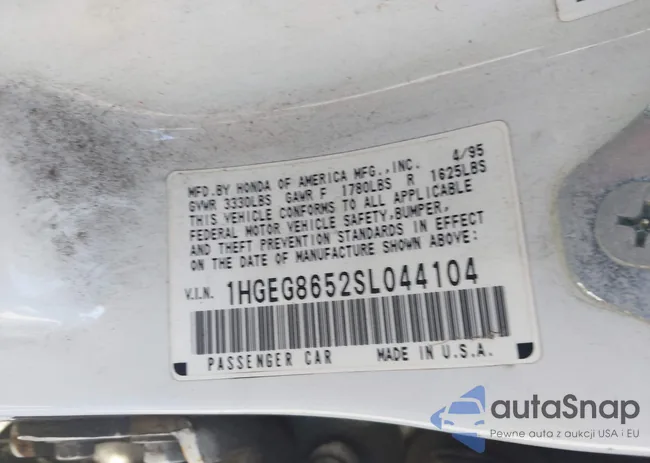 MFD. BY HONDA OF AMERICA MFG., INC. 4/95
GVWR 3330LBS GAWR F 1780LBS R 1625LBS
THIS VEHICLE CONFORMS TO ALL APPLICABLE
FEDERAL MOTOR VEHICLE SAFETY, BUMPER,
AND THEFT PREVENTION STANDARDS IN EFFECT
ON THE DATE OF MANUFACTURE SHOWN ABOVE:
V.I.N. 1HGEG8652SL044104
PASSENGER CAR MADE IN U.S.A.
autaSnap
Pewne auta z aukcji USA i EU